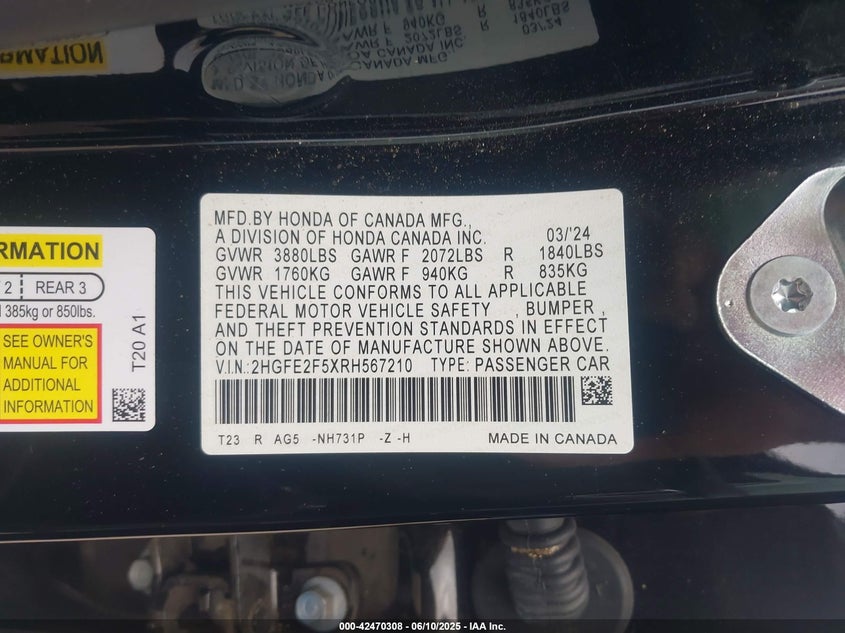 MFD.BY HONDA OF CANADA MFG.,
A DIVISION OF HONDA CANADA INC. 03/'24
GVWR 3880LBS GAWR F 2072LBS R 1840LBS
GVWR 1760KG GAWR F 940KG R 835KG
THIS VEHICLE CONFORMS TO ALL APPLICABLE
FEDERAL MOTOR VEHICLE SAFETY , BUMPER ,
AND THEFT PREVENTION STANDARDS IN EFFECT
ON THE DATE OF MANUFACTURE SHOWN ABOVE.
V.I.N.:2HGFE2F5XRH567210 TYPE: PASSENGER CAR
T23 R AG5 -NH731P -Z -H MADE IN CANADA
RMATION
2 REAR 3
385kg or 850lbs.
SEE OWNER'S
MANUAL FOR
ADDITIONAL
INFORMATION
T20 A1
000-42470308 - 06/10/2025 - IAA Inc.